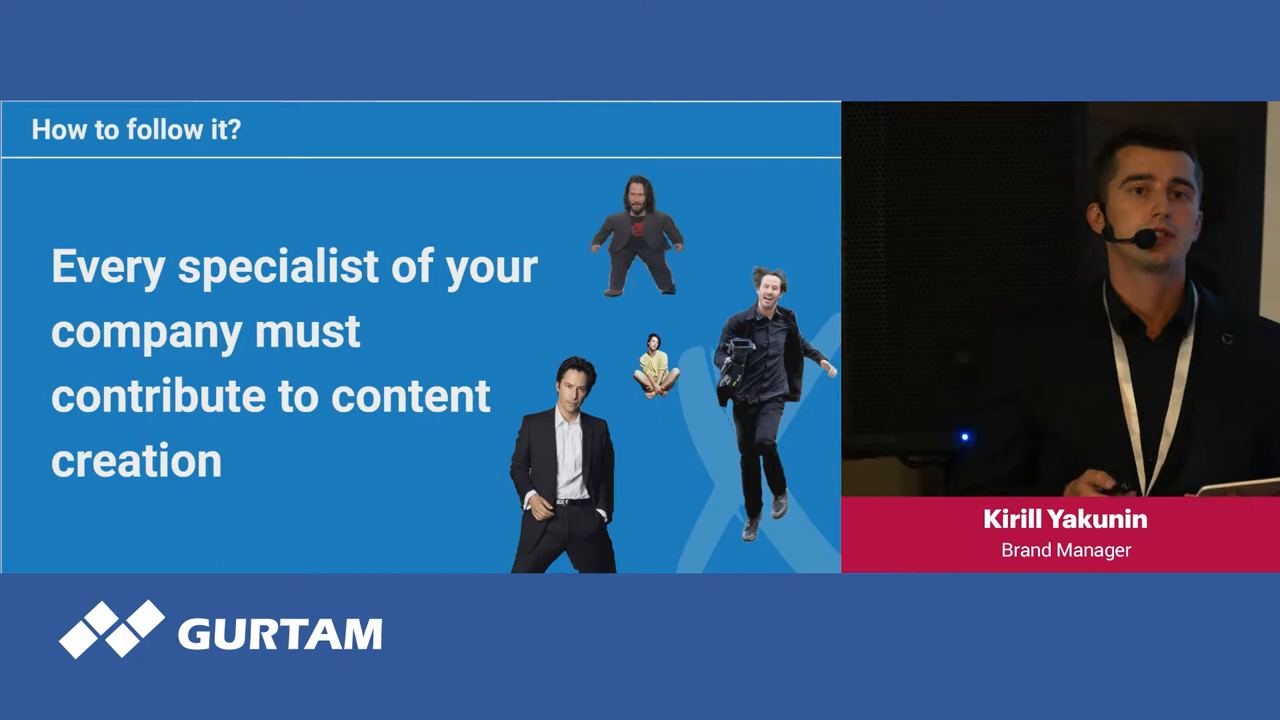 How to follow it?
Every specialist of your
company must
contribute to content
creation
Kirill Yakunin
Brand Manager
GURTAM